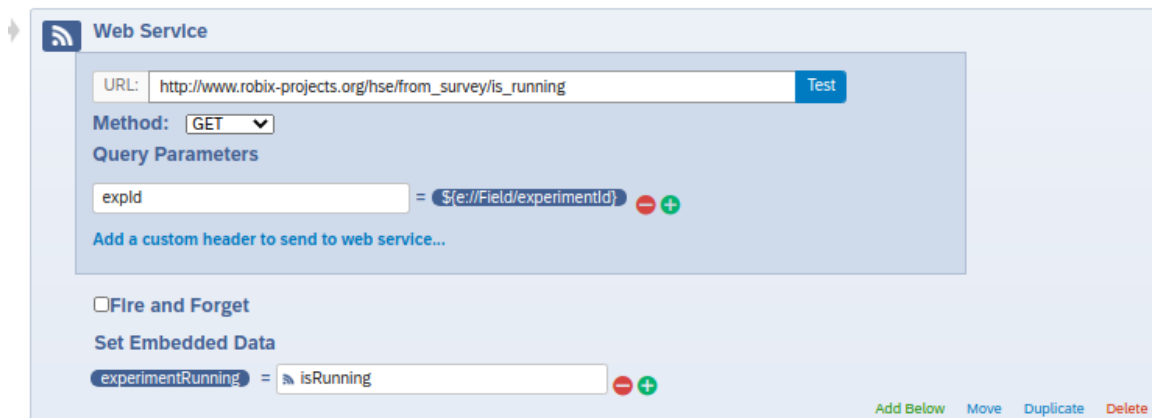 Web Service
URL: http://www.robix-projects.org/hse/from_survey/is_running Test
Method: GET
Query Parameters
expId = ${e://Field/experimentId}
Add a custom header to send to web service...
Fire and Forget
Set Embedded Data
experimentRunning = isRunning
Add Below Move Duplicate Delete